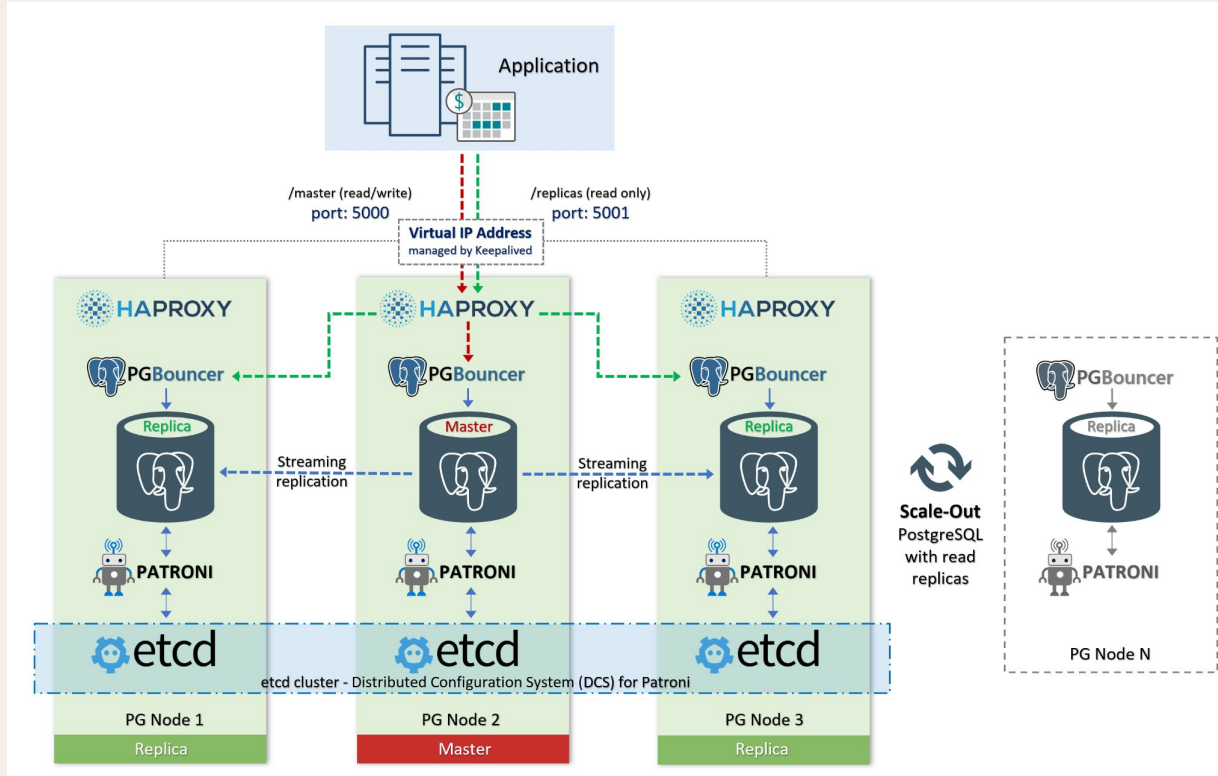 Application
$
/master (read/write)
port: 5000
/replicas (read only)
port: 5001
Virtual IP Address
managed by Keepalived
HAPROXY
HAPROXY
HAPROXY
PGBouncer
PGBouncer
PGBouncer
PGBouncer
Replica
Master
Replica
Replica
Streaming
replication
Streaming
replication
Scale-Out
PostgreSQL
with read
replicas
PATRONI
PATRONI
PATRONI
PATRONI
etcd
etcd
etcd
etcd cluster - Distributed Configuration System (DCS) for Patroni
PG Node 1
PG Node 2
PG Node 3
PG Node N
Replica
Master
Replica